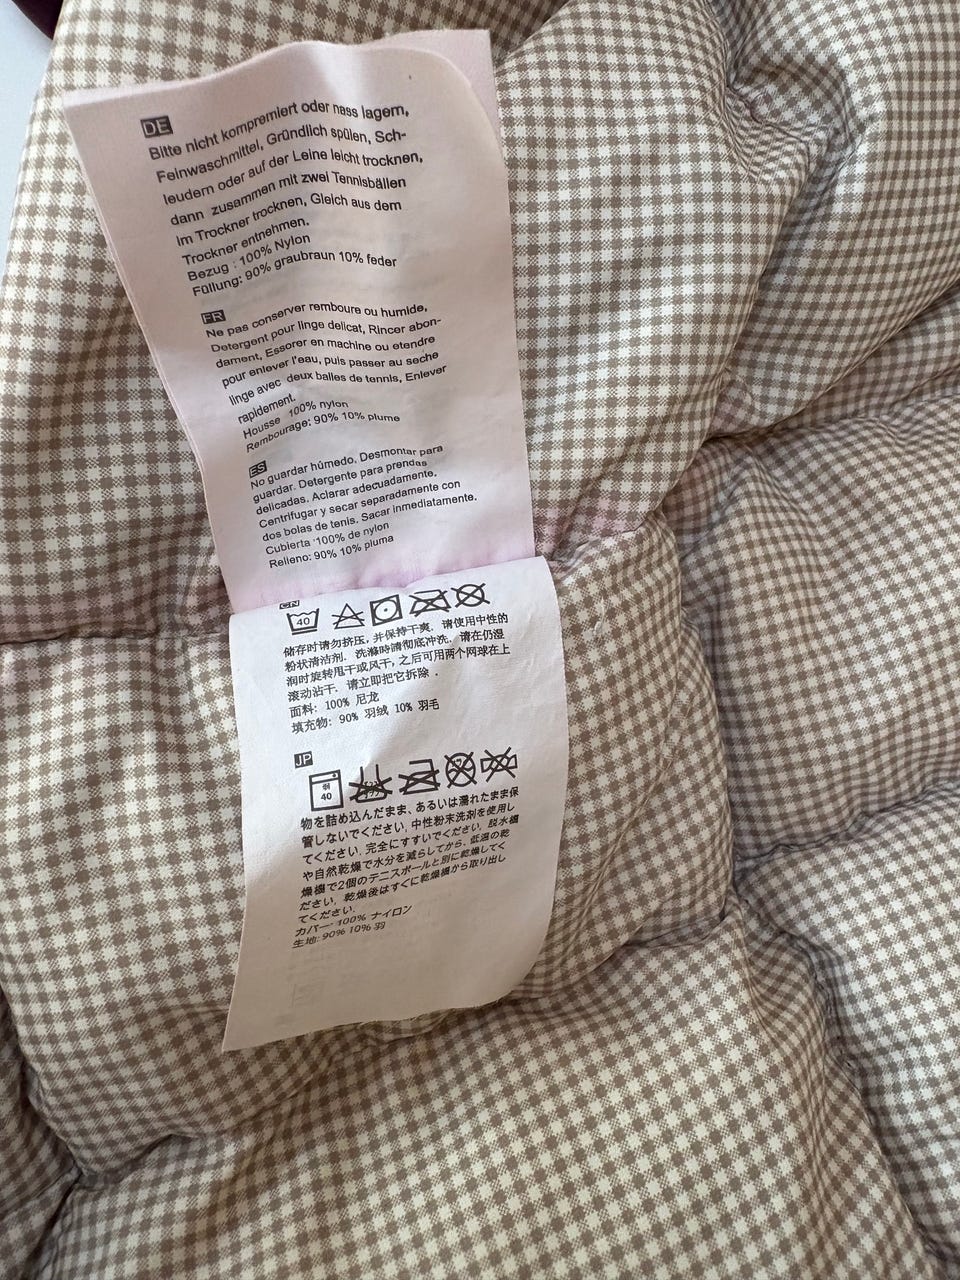 DE
Bitte nicht kompremiert oder nass lagern,
Feinwaschmittel, Gründlich spülen, Sch-
leudern oder auf der Leine leicht trocknen,
dann zusammen mit zwei Tennisbällen
im Trockner trocknen, Gleich aus dem
Trockner entnehmen.
Bezug : 100% Nylon
Füllung: 90% graubraun 10% feder
FR
Ne pas conserver remboure ou humide,
Detergent pour linge delicat, Rincer abon-
dament, Essorer en machine ou etendre
pour enlever l'eau, puis passer au seche
linge avec deux balles de tennis, Enlever
rapidement.
Housse 100% nylon
Rembourage: 90% 10% plume
ES
No guardar húmedo. Desmontar para
guardar. Detergente para prendas
delicadas. Aclarar adecuadamente.
Centrifugar y secar separadamente con
dos bolas de tenis. Sacar inmediatamente.
Cubierta 100% de nylon
Relleno: 90% 10% pluma
CN
40
储存时请勿挤压, 并保持干爽. 请使用中性的
粉状清洁剂. 洗滌時請彻底冲洗. 请在仍湿
润时旋转甩干或风干, 之后可用两个网球在上
滚动沾干. 请立即把它拆除 .
面料: 100% 尼龙
填充物: 90% 羽绒 10% 羽毛
JP
40
物を詰め込んだまま、あるいは濡れたまま保
管しないでください, 中性粉末洗剤を使用し
てください, 完全にすすいでください, 脱水機
や自然乾燥で水分を減らしてから, 低温の乾
燥機で2個のテニスボールと別に乾燥してく
ださい, 乾燥後はすぐに乾燥機から取り出し
てください.
カバー: 100% ナイロン
生地: 90% 10% 羽